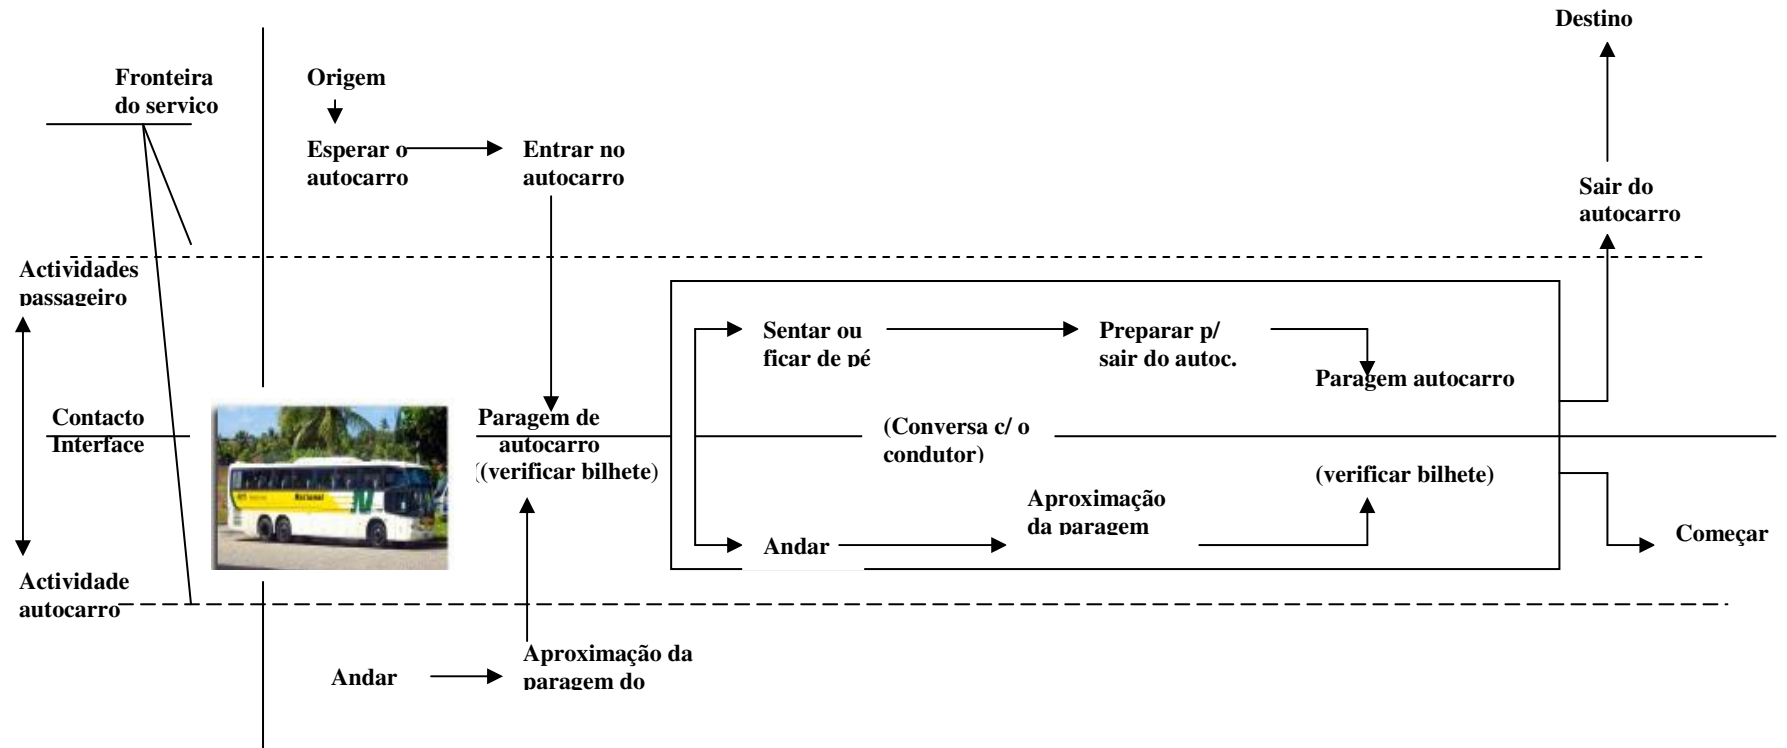 Destino
Fronteira
do servico
Origem
Esperar o
autocarro
Entrar no
autocarro
Sair do
autocarro
Actividades
passageiro
Sentar ou
ficar de pé
Preparar p/
sair do autoc.
Paragem autocarro
Contacto
Interface
Paragem de
autocarro
((verificar bilhete)
(Conversa c/ o
condutor)
(verificar bilhete)
Aproximação
da paragem
Andar
Começar
Actividade
autocarro
Andar
Aproximação da
paragem do
Nacional